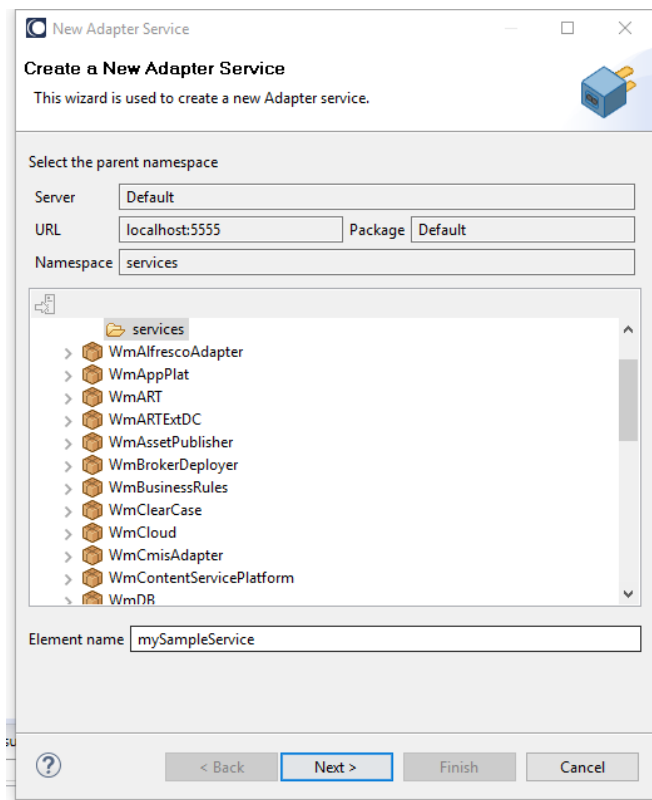 New Adapter Service
Create a New Adapter Service
This wizard is used to create a new Adapter service.
Select the parent namespace
Server Default
URL localhost:5555 Package Default
Namespace services
services
WmAlfrescoAdapter
WmAppPlat
WmART
WmARTExtDC
WmAssetPublisher
WmBrokerDeployer
WmBusinessRules
WmClearCase
WmCloud
WmCmisAdapter
WmContentServicePlatform
WmDB
Element name mySampleService
su
? < Back Next > Finish Cancel